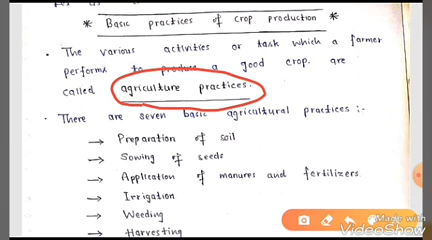 * Basic practices of crop production *
• The various activities or task which a farmer
performs to produce a good crop. are
called agriculture practices.
• There are seven basic agricultural practices :-
→ Preparation of soil
→ Sowing of seeds
→ Application of manures and fertilizers
→ Irrigation
→ Weeding
→ Harvesting
Made with
VideoShow